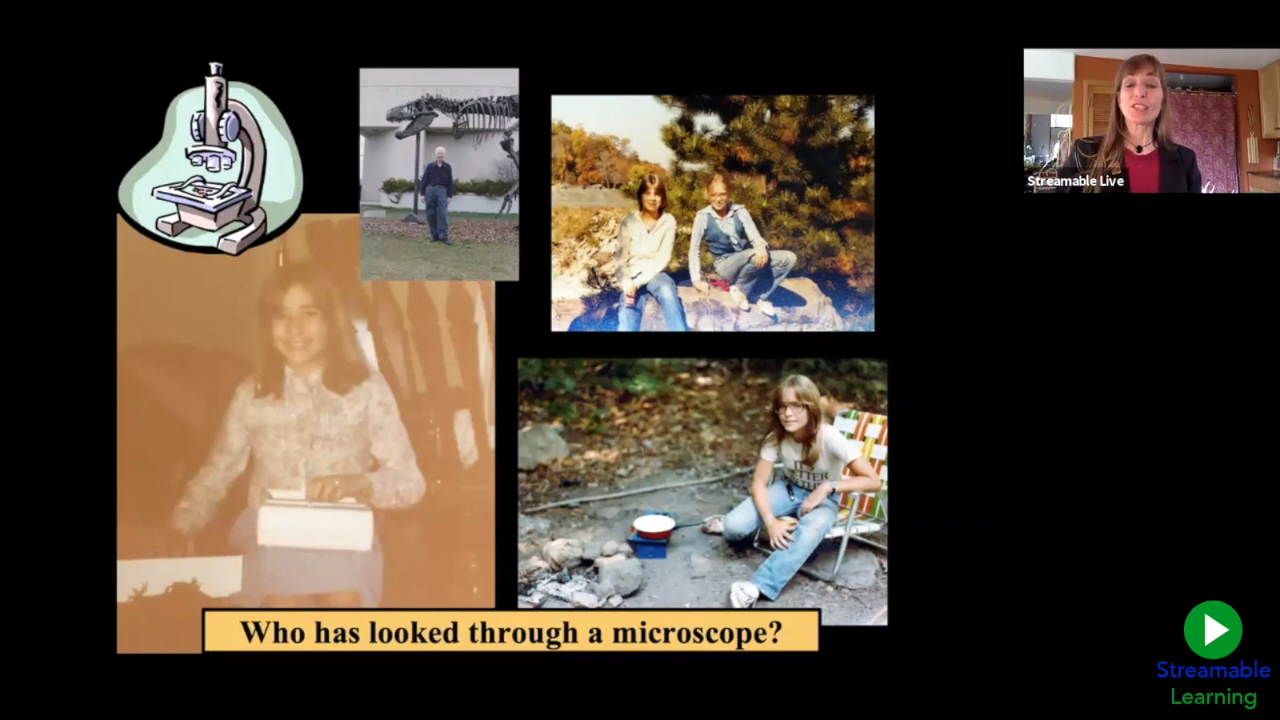 Streamable Live
Who has looked through a microscope?
Streamable
Learning